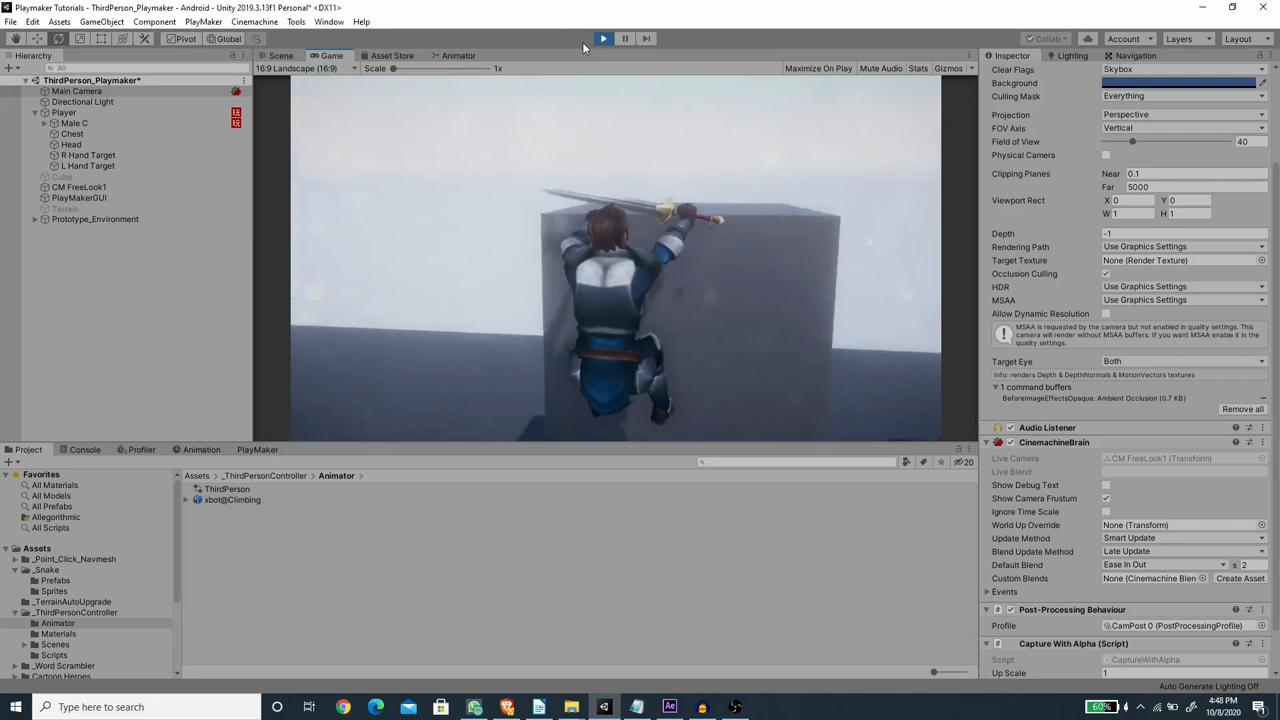 Playmaker Tutorials - ThirdPerson_Playmaker - Android - Unity 2019.3.13f1 Personal* <DX11>
File Edit Assets GameObject Component PlayMaker Cinemachine Tools Window Help
Pivot Global Collab Account Layers Layout
Hierarchy Scene Game Asset Store Animator Inspector Lighting Navigation
All
16:9 Landscape (16:9) Scale 1x Maximize On Play Mute Audio Stats Gizmos
ThirdPerson_Playmaker*
Main Camera
Directional Light
Player
Male C
Chest
Head
R Hand Target
L Hand Target
Cube
CM FreeLook1
PlayMakerGUI
Terrain
Prototype_Environment
Clear Flags Skybox
Background
Culling Mask Everything
Projection Perspective
FOV Axis Vertical
Field of View 40
Physical Camera
Clipping Planes Near 0.1
Far 5000
Viewport Rect X 0 Y 0
W 1 H 1
Depth -1
Rendering Path Use Graphics Settings
Target Texture None (Render Texture)
Occlusion Culling
HDR Use Graphics Settings
MSAA Use Graphics Settings
Allow Dynamic Resolution
MSAA is requested by the camera but not enabled in quality settings. This
camera will render without MSAA buffers. If you want MSAA enable it in the
quality settings.
Target Eye Both
Info: renders Depth & DepthNormals & MotionVectors textures
1 command buffers
BeforeImageEffectsOpaque: Ambient Occlusion (0.7 KB)
Remove all
Audio Listener
CinemachineBrain
Live Camera CM FreeLook1 (Transform)
Live Blend
Show Debug Text
Show Camera Frustum
Ignore Time Scale
World Up Override None (Transform)
Update Method Smart Update
Blend Update Method Late Update
Default Blend Ease In Out s 2
Custom Blends None (Cinemachine Blen Create Asset
Events
Post-Processing Behaviour
Profile CamPost 0 (PostProcessingProfile)
Capture With Alpha (Script)
Script CaptureWithAlpha
Up Scale 1
Project Console Profiler Animation PlayMaker
20
Favorites
All Materials
All Models
All Prefabs
Allegorithmic
All Scripts
Assets
_Point_Click_Navmesh
_Snake
Prefabs
Sprites
_TerrainAutoUpgrade
_ThirdPersonController
Animator
Materials
Scenes
Scripts
_Word Scrambler
Cartoon Heroes
Assets _ThirdPersonController Animator
ThirdPerson
xbot@Climbing
Auto Generate Lighting Off
Type here to search
60%
4:48 PM
10/8/2020